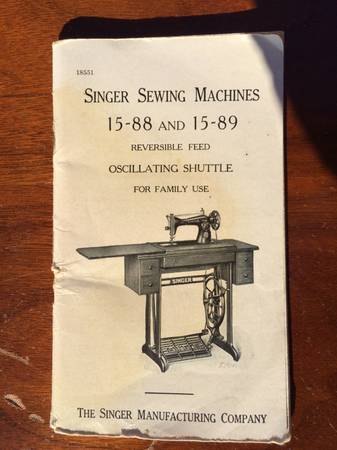 18551
SINGER SEWING MACHINES
15-88 AND 15-89
REVERSIBLE FEED
OSCILLATING SHUTTLE
FOR FAMILY USE
SINGER
THE SINGER MANUFACTURING COMPANY